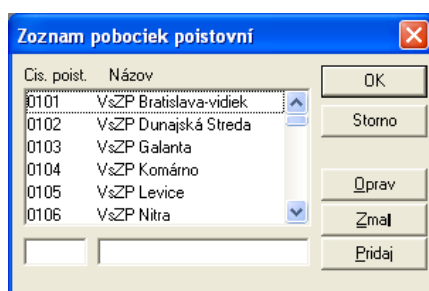 Zoznam pobociek poistovní
Cis. poist. Názov
OK
0101 VsZP Bratislava-vidiek
0102 VsZP Dunajská Streda
Storno
0103 VsZP Galanta
0104 VsZP Komárno
0105 VsZP Levice
Oprav
0106 VsZP Nitra
Zmal
Pridaj